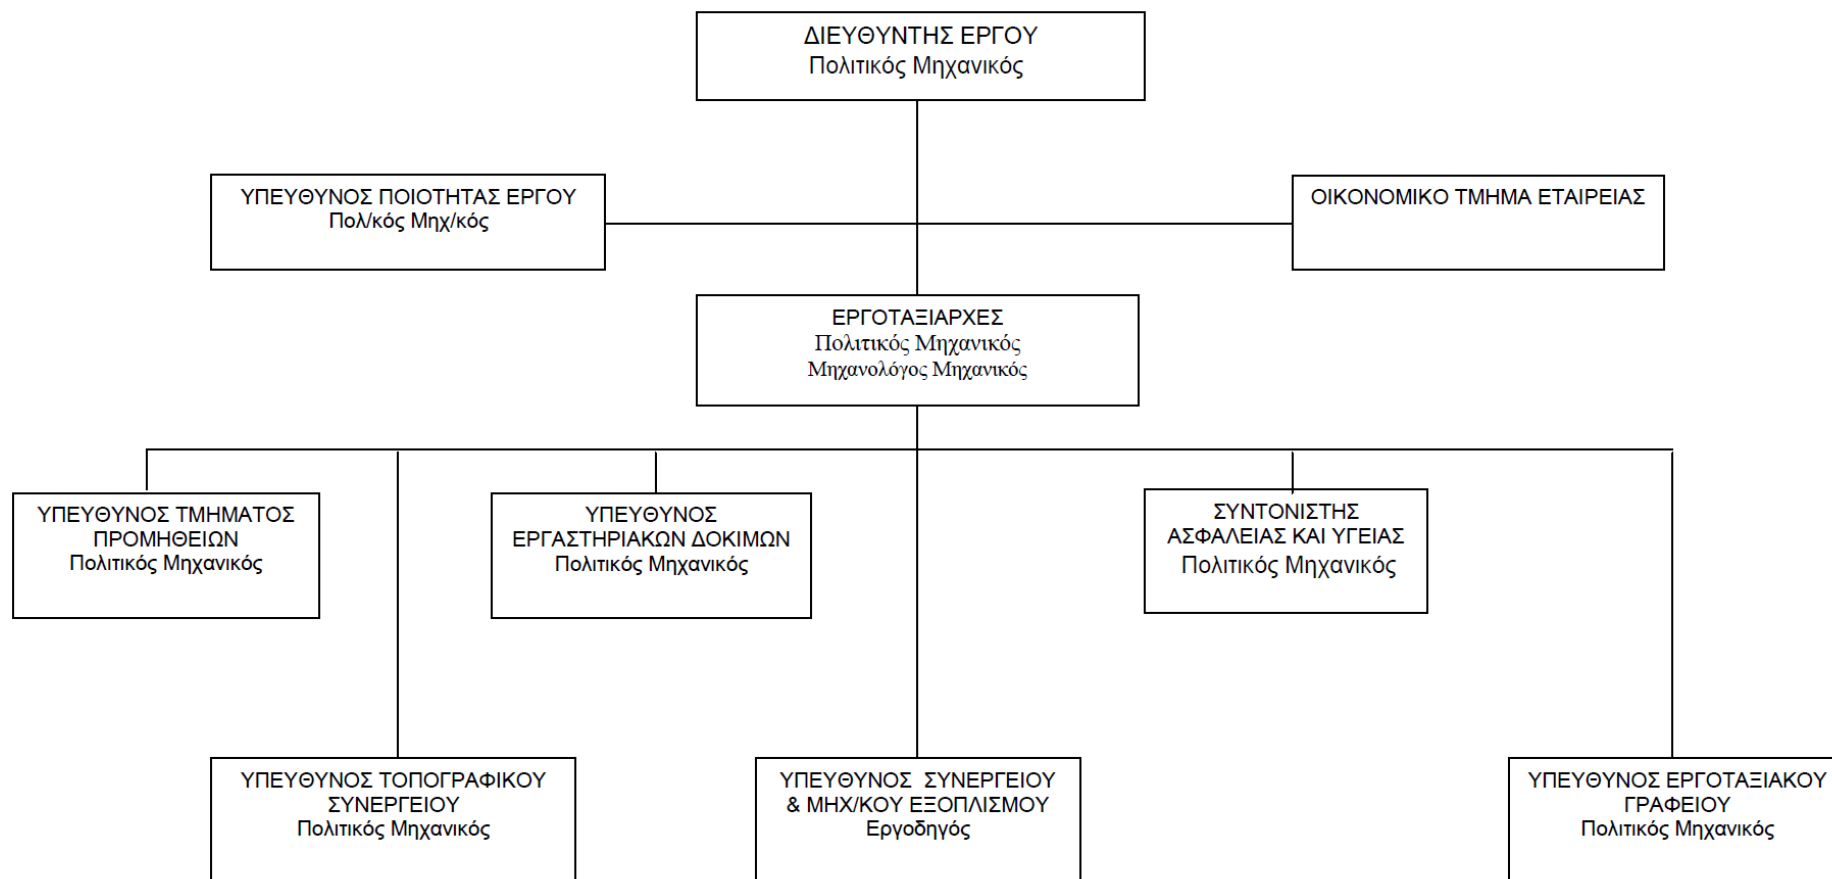 ΔΙΕΥΘΥΝΤΗΣ ΕΡΓΟΥ
Πολιτικός Μηχανικός
ΥΠΕΥΘΥΝΟΣ ΠΟΙΟΤΗΤΑΣ ΕΡΓΟΥ
Πολ/κός Μηχ/κός
ΟΙΚΟΝΟΜΙΚΟ ΤΜΗΜΑ ΕΤΑΙΡΕΙΑΣ
ΕΡΓΟΤΑΞΙΑΡΧΕΣ
Πολιτικός Μηχανικός
Μηχανολόγος Μηχανικός
ΥΠΕΥΘΥΝΟΣ ΤΜΗΜΑΤΟΣ
ΠΡΟΜΗΘΕΙΩΝ
Πολιτικός Μηχανικός
ΥΠΕΥΘΥΝΟΣ
ΕΡΓΑΣΤΗΡΙΑΚΩΝ ΔΟΚΙΜΩΝ
Πολιτικός Μηχανικός
ΣΥΝΤΟΝΙΣΤΗΣ
ΑΣΦΑΛΕΙΑΣ ΚΑΙ ΥΓΕΙΑΣ
Πολιτικός Μηχανικός
ΥΠΕΥΘΥΝΟΣ ΤΟΠΟΓΡΑΦΙΚΟΥ
ΣΥΝΕΡΓΕΙΟΥ
Πολιτικός Μηχανικός
ΥΠΕΥΘΥΝΟΣ ΣΥΝΕΡΓΕΙΟΥ
& ΜΗΧ/ΚΟΥ ΕΞΟΠΛΙΣΜΟΥ
Εργοδηγός
ΥΠΕΥΘΥΝΟΣ ΕΡΓΟΤΑΞΙΑΚΟΥ
ΓΡΑΦΕΙΟΥ
Πολιτικός Μηχανικός